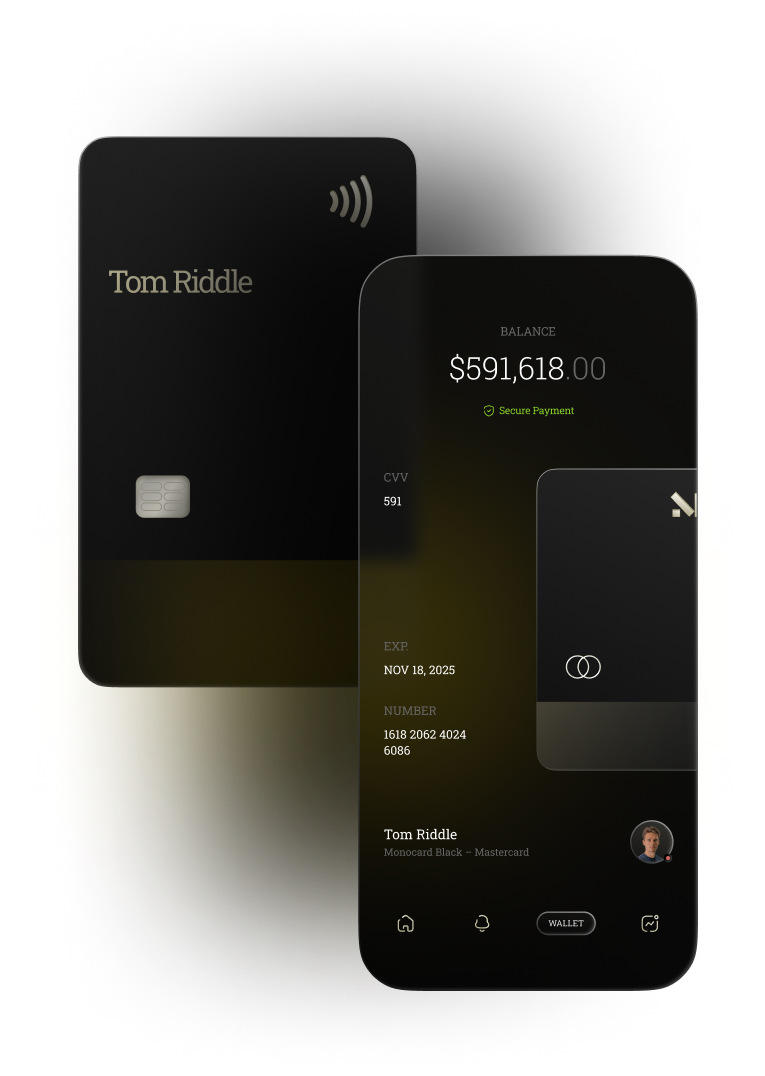 Tom Riddle
BALANCE
$591,618.00
Secure Payment
CVV
591
EXP.
NOV 18, 2025
NUMBER
1618 2062 4024
6086
Tom Riddle
Monocard Black – Mastercard
WALLET